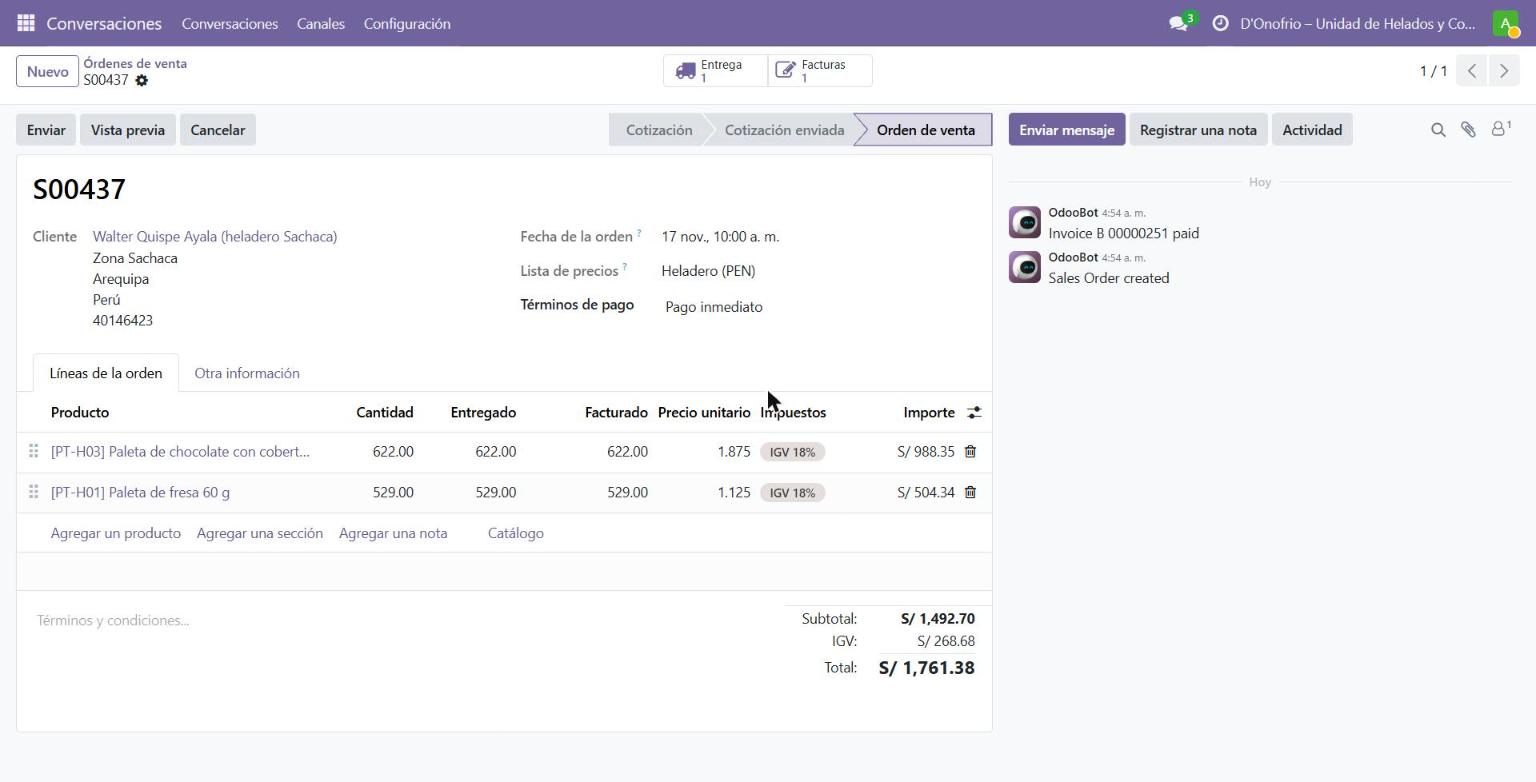 Conversaciones Conversaciones Canales Configuración 3 D'Onofrio – Unidad de Helados y Co... A
Nuevo Órdenes de venta
S00437
Entrega
1
Facturas
1
1 / 1
Enviar Vista previa Cancelar Cotización Cotización enviada Orden de venta
Enviar mensaje Registrar una nota Actividad 1
S00437
Cliente Walter Quispe Ayala (heladero Sachaca)
Zona Sachaca
Arequipa
Perú
40146423
Fecha de la orden ? 17 nov., 10:00 a. m.
Lista de precios ? Heladero (PEN)
Términos de pago Pago inmediato
Líneas de la orden Otra información
Producto Cantidad Entregado Facturado Precio unitario Impuestos Importe
[PT-H03] Paleta de chocolate con cobert... 622.00 622.00 622.00 1.875 IGV 18% S/ 988.35
[PT-H01] Paleta de fresa 60 g 529.00 529.00 529.00 1.125 IGV 18% S/ 504.34
Agregar un producto Agregar una sección Agregar una nota Catálogo
Términos y condiciones...
Subtotal: S/ 1,492.70
IGV: S/ 268.68
Total: S/ 1,761.38
Hoy
OdooBot 4:54 a. m.
Invoice B 00000251 paid
OdooBot 4:54 a. m.
Sales Order created